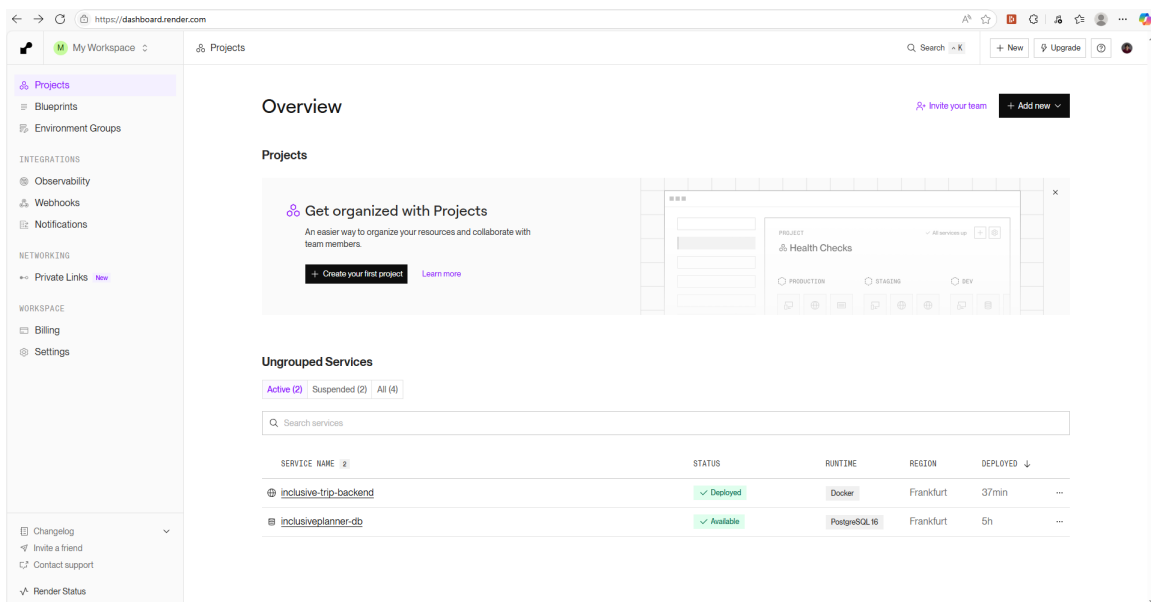 https://dashboard.render.com
M My Workspace
Projects
Search ^ K
+ New
Upgrade
Projects
Blueprints
Environment Groups
INTEGRATIONS
Observability
Webhooks
Notifications
NETWORKING
Private Links New
WORKSPACE
Billing
Settings
Changelog
Invite a friend
Contact support
Render Status
Overview
Invite your team
+ Add new
Projects
Get organized with Projects
An easier way to organize your resources and collaborate with
team members.
+ Create your first project
Learn more
PROJECT
✓ All services up
Health Checks
PRODUCTION
STAGING
DEV
Ungrouped Services
Active (2) Suspended (2) All (4)
Search services
SERVICE NAME 2 STATUS RUNTIME REGION DEPLOYED ↓
inclusive-trip-backend ✓ Deployed Docker Frankfurt 37min ...
inclusiveplanner-db ✓ Available PostgreSQL 16 Frankfurt 5h ...